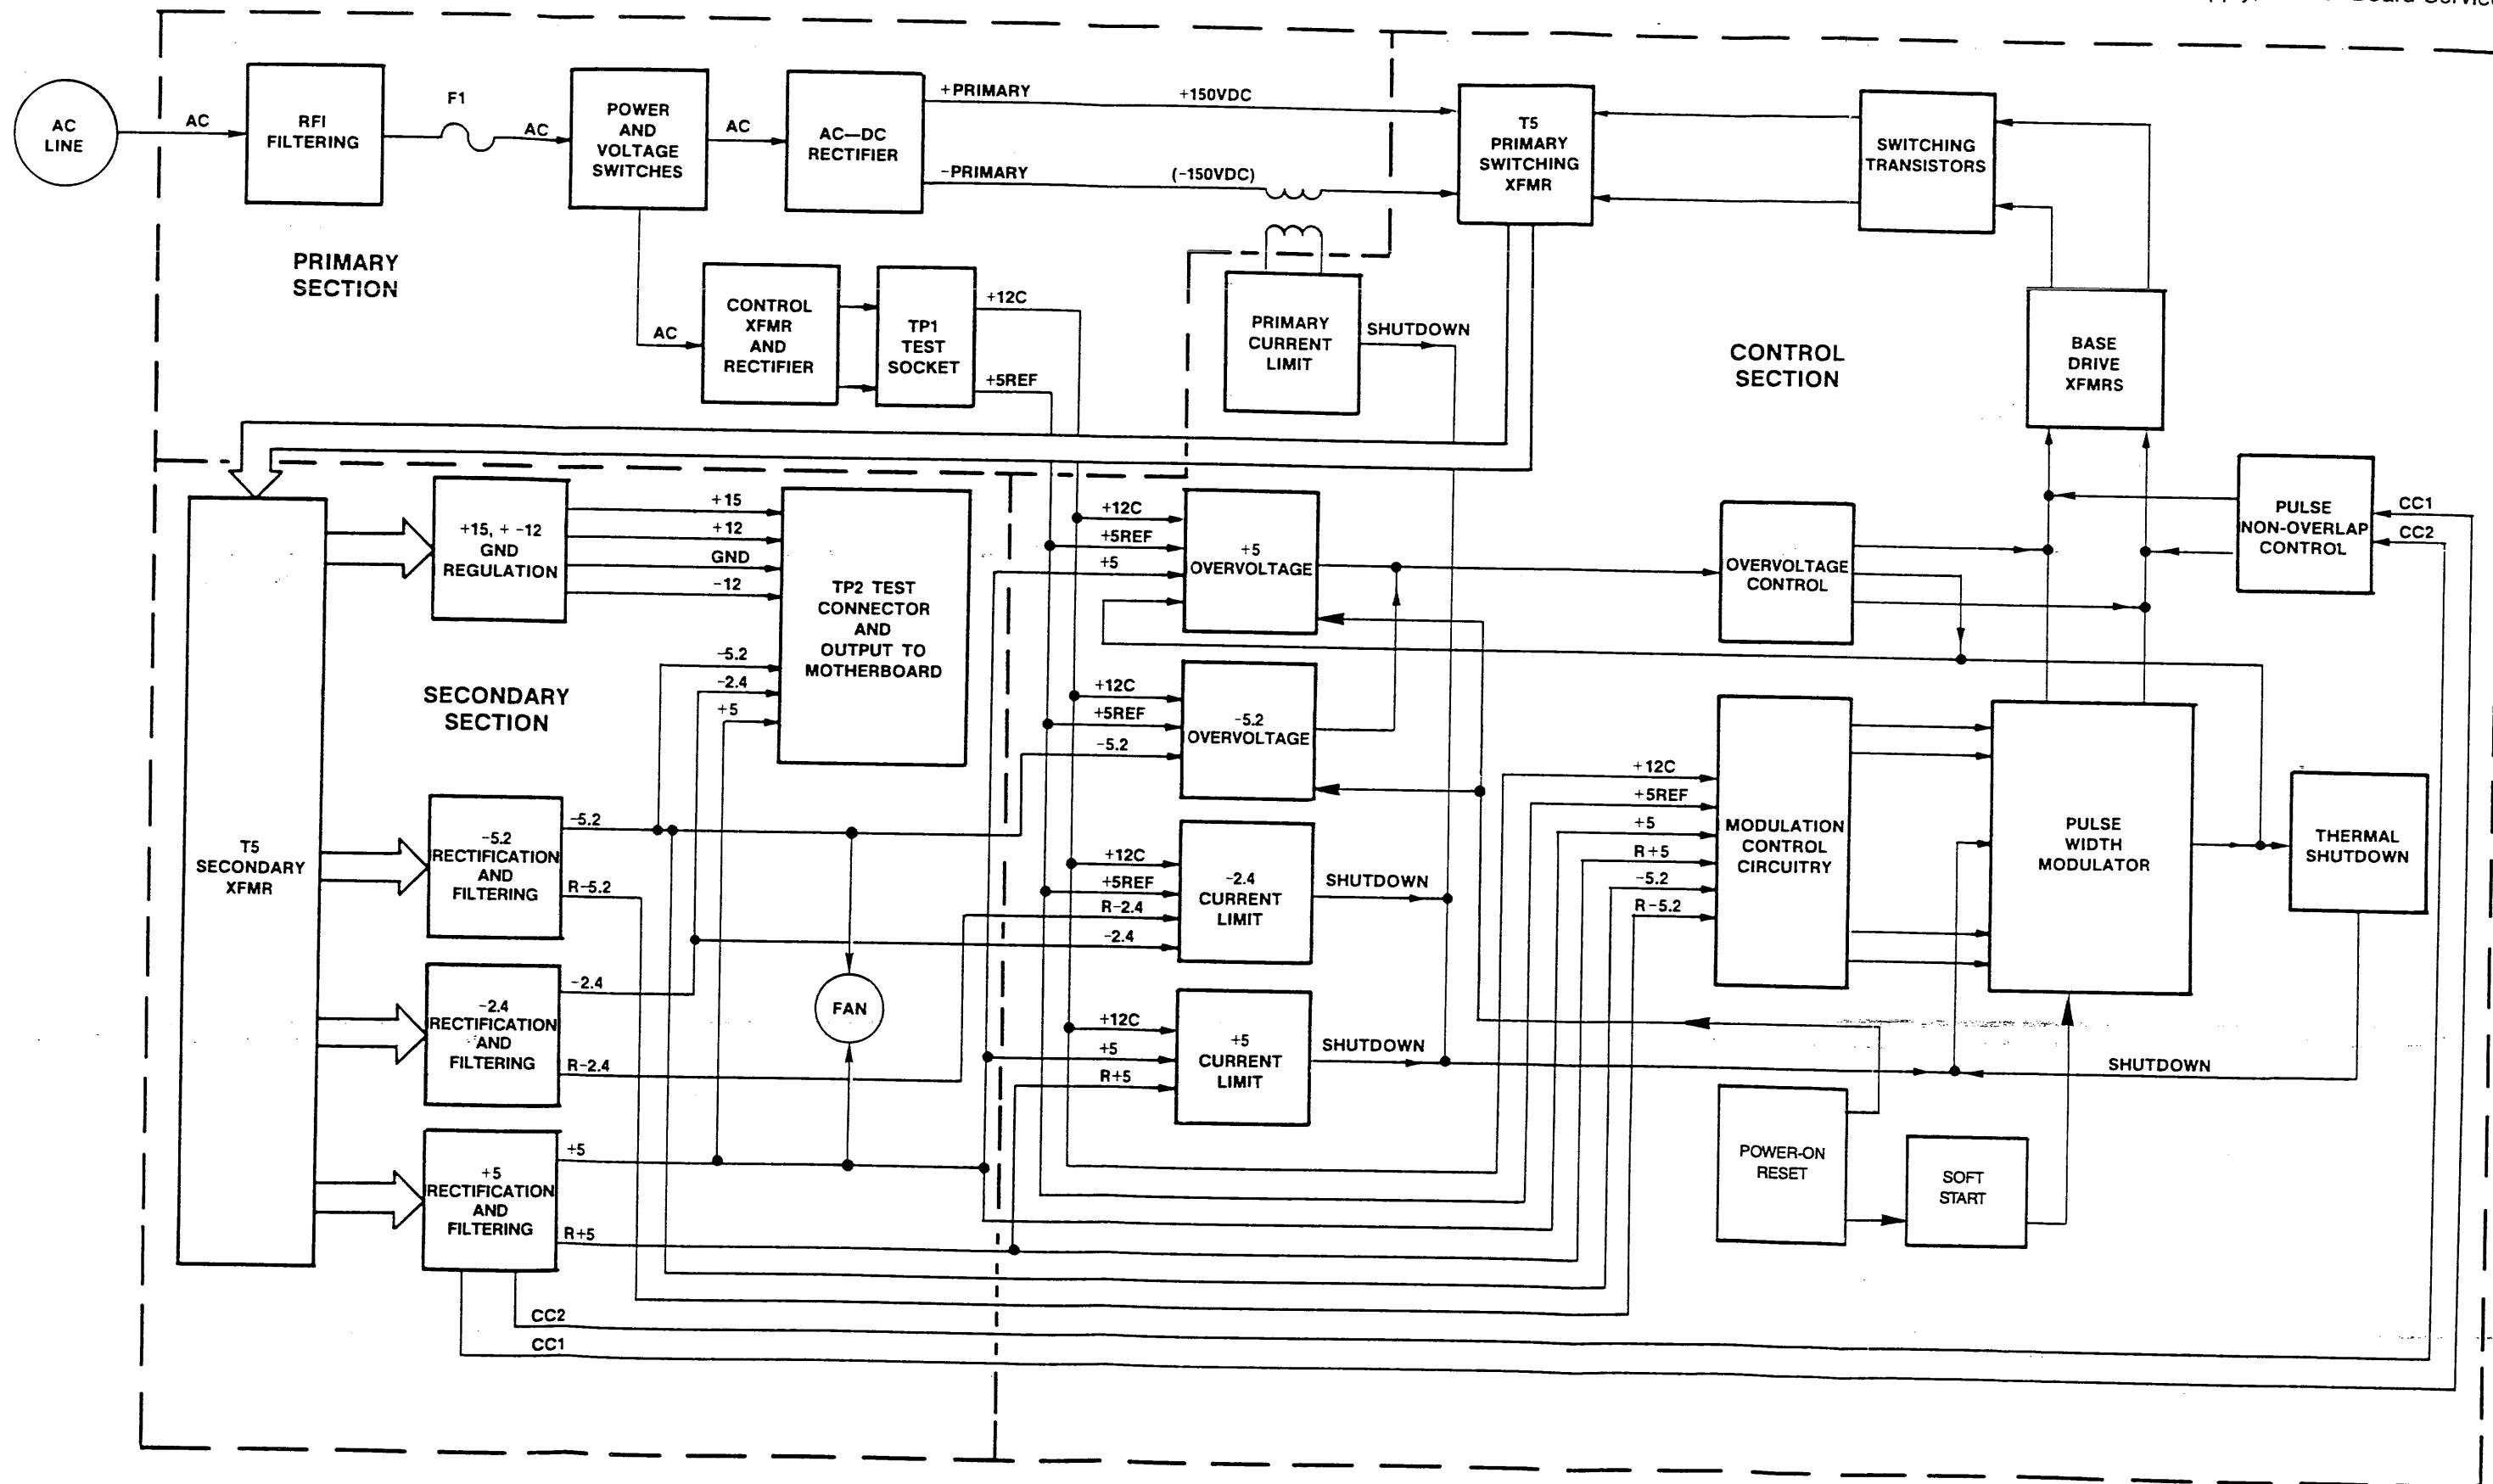 Board Servic
AC
LINE
AC
RFI
FILTERING
F1
AC
POWER
AND
VOLTAGE
SWITCHES
AC
AC—DC
RECTIFIER
+PRIMARY
+150VDC
−PRIMARY
(−150VDC)
T5
PRIMARY
SWITCHING
XFMR
SWITCHING
TRANSISTORS
PRIMARY
SECTION
AC
CONTROL
XFMR
AND
RECTIFIER
TP1
TEST
SOCKET
+12C
+5REF
PRIMARY
CURRENT
LIMIT
SHUTDOWN
CONTROL
SECTION
BASE
DRIVE
XFMRS
T5
SECONDARY
XFMR
+15, + −12
GND
REGULATION
+15
+12
GND
−12
−5.2
−2.4
+5
TP2 TEST
CONNECTOR
AND
OUTPUT TO
MOTHERBOARD
SECONDARY
SECTION
−5.2
RECTIFICATION
AND
FILTERING
−5.2
R−5.2
−2.4
RECTIFICATION
AND
FILTERING
−2.4
R−2.4
+5
RECTIFICATION
AND
FILTERING
+5
R+5
FAN
CC2
CC1
+12C
+5REF
+5
+5
OVERVOLTAGE
+12C
+5REF
−5.2
−5.2
OVERVOLTAGE
+12C
+5REF
R−2.4
−2.4
−2.4
CURRENT
LIMIT
SHUTDOWN
+12C
+5
R+5
+5
CURRENT
LIMIT
SHUTDOWN
OVERVOLTAGE
CONTROL
PULSE
NON-OVERLAP
CONTROL
CC1
CC2
+12C
+5REF
+5
R+5
−5.2
R−5.2
MODULATION
CONTROL
CIRCUITRY
PULSE
WIDTH
MODULATOR
THERMAL
SHUTDOWN
SHUTDOWN
POWER-ON
RESET
SOFT
START